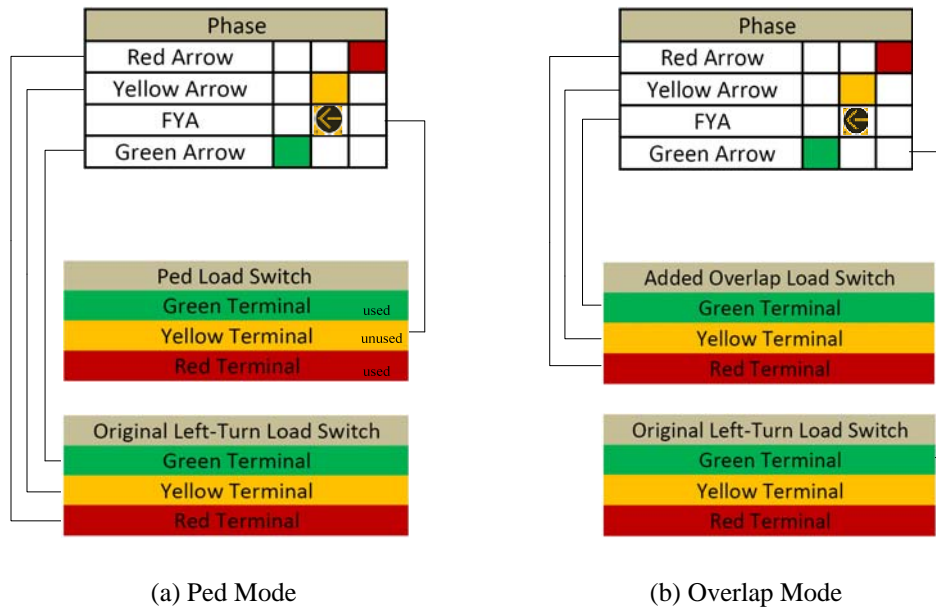 Phase
Red Arrow
Yellow Arrow
FYA
Green Arrow
Ped Load Switch
Green Terminal used
Yellow Terminal unused
Red Terminal used
Original Left-Turn Load Switch
Green Terminal
Yellow Terminal
Red Terminal
(a) Ped Mode
Phase
Red Arrow
Yellow Arrow
FYA
Green Arrow
Added Overlap Load Switch
Green Terminal
Yellow Terminal
Red Terminal
Original Left-Turn Load Switch
Green Terminal
Yellow Terminal
Red Terminal
(b) Overlap Mode